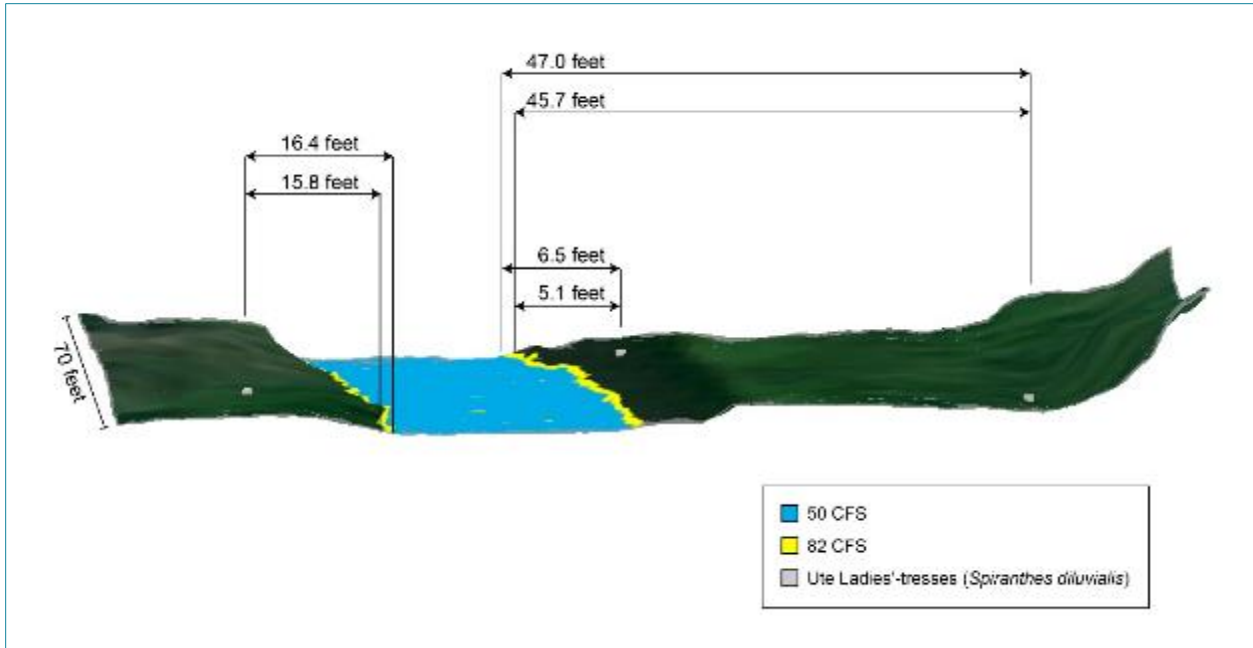 47.0 feet
45.7 feet
16.4 feet
15.8 feet
6.5 feet
5.1 feet
70 feet
50 CFS
82 CFS
Ute Ladies'-tresses (Spiranthes diluvialis)